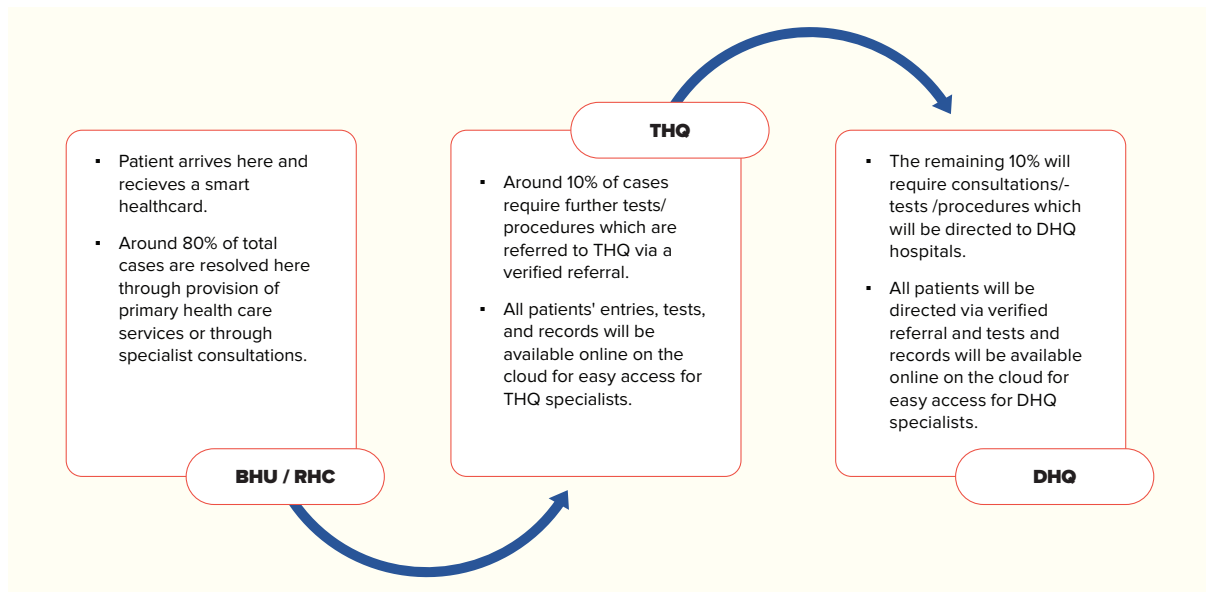 ▪ Patient arrives here and
recieves a smart
healthcard.
▪ Around 80% of total
cases are resolved here
through provision of
primary health care
services or through
specialist consultations.
BHU / RHC
THQ
▪ Around 10% of cases
require further tests/
procedures which are
referred to THQ via a
verified referral.
▪ All patients' entries, tests,
and records will be
available online on the
cloud for easy access for
THQ specialists.
▪ The remaining 10% will
require consultations/-
tests /procedures which
will be directed to DHQ
hospitals.
▪ All patients will be
directed via verified
referral and tests and
records will be available
online on the cloud for
easy access for DHQ
specialists.
DHQ